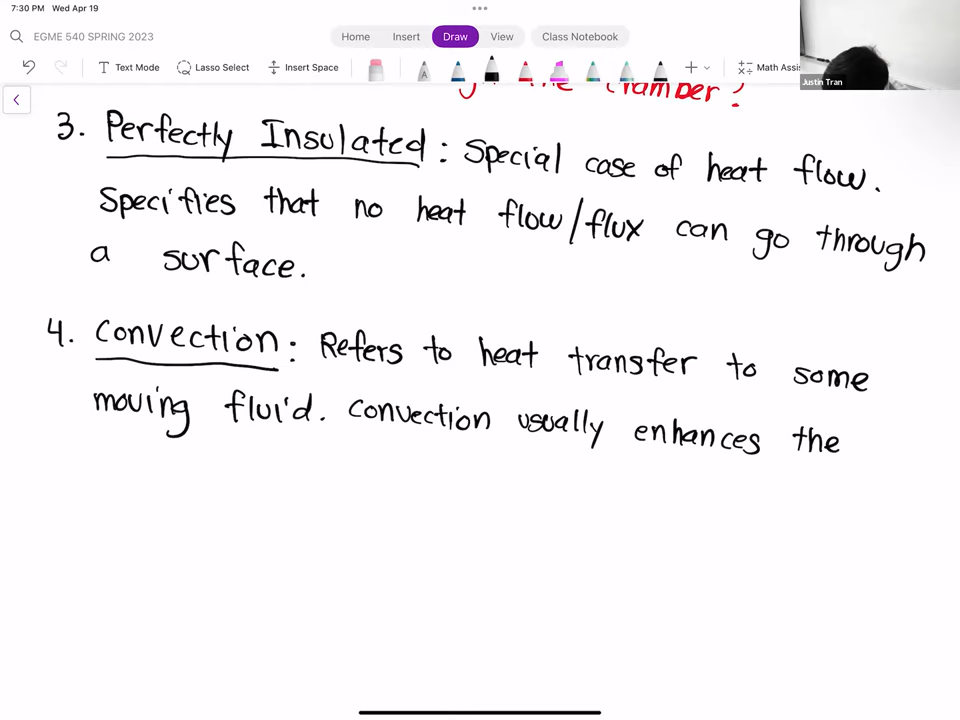 7:30 PM Wed Apr 19
EGME 540 SPRING 2023
Home Insert Draw View Class Notebook
Text Mode Lasso Select Insert Space Math Assis
Justin Tran
the chamber?
3. Perfectly Insulated: Special case of heat flow.
Specifies that no heat flow/flux can go through
a surface.
4. Convection: Refers to heat transfer to some
moving fluid. Convection usually enhances the